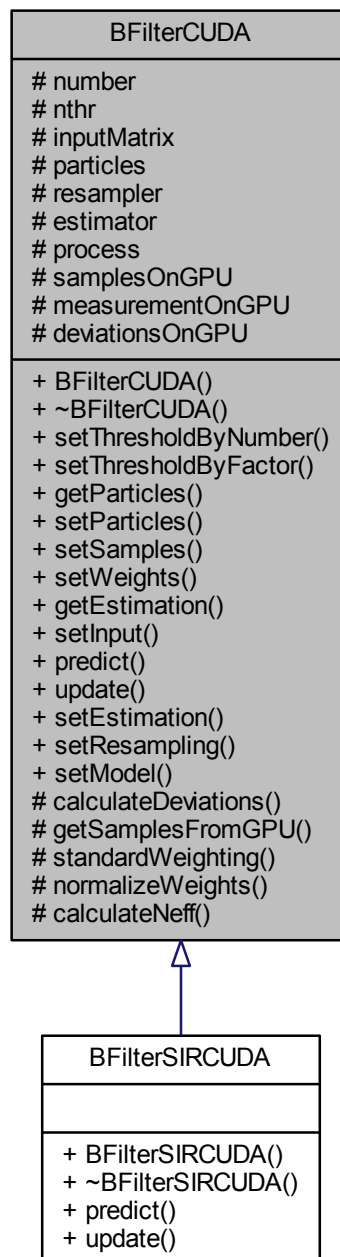 BFilterCUDA
# number
# nthr
# inputMatrix
# particles
# resampler
# estimator
# process
# samplesOnGPU
# measurementOnGPU
# deviationsOnGPU
+ BFilterCUDA()
+ ~BFilterCUDA()
+ setThresholdByNumber()
+ setThresholdByFactor()
+ getParticles()
+ setParticles()
+ setSamples()
+ setWeights()
+ getEstimation()
+ setInput()
+ predict()
+ update()
+ setEstimation()
+ setResampling()
+ setModel()
# calculateDeviations()
# getSamplesFromGPU()
# standardWeighting()
# normalizeWeights()
# calculateNeff()
BFilterSIRCUDA
+ BFilterSIRCUDA()
+ ~BFilterSIRCUDA()
+ predict()
+ update()